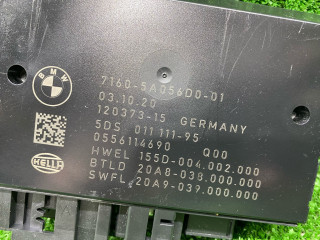 BMW
7160-5A056D0-01
03.10.20
120373-15 GERMANY
5DS 011 111-95
0556114690 Q00
HWEL 155D-004.002.000
BTLD 20A8-038.000.000
SWFL 20A9-039.000.000
HELLA